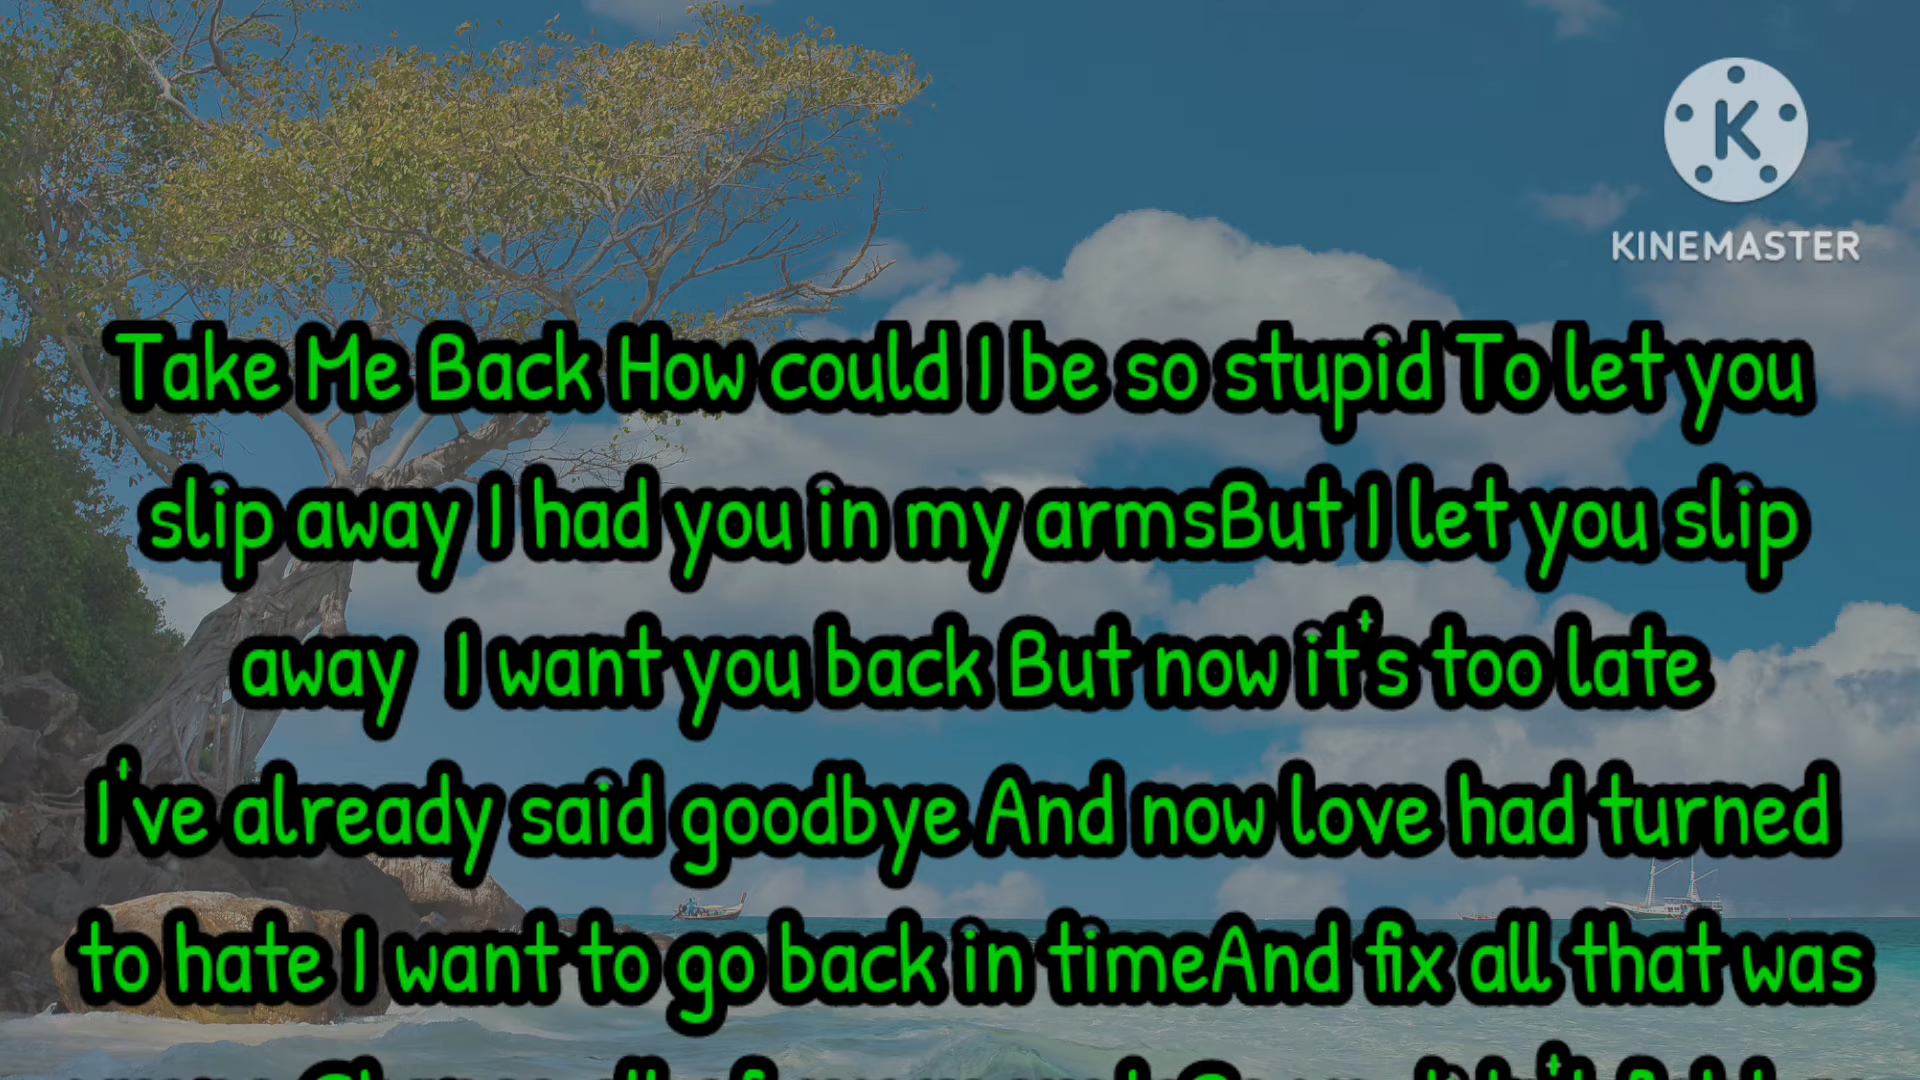 KINEMASTER
Take Me Back How could I be so stupid To let you
slip away I had you in my armsBut I let you slip
away  I want you back But now it's too late
I've already said goodbye And now love had turned
to hate I want to go back in timeAnd fix all that was